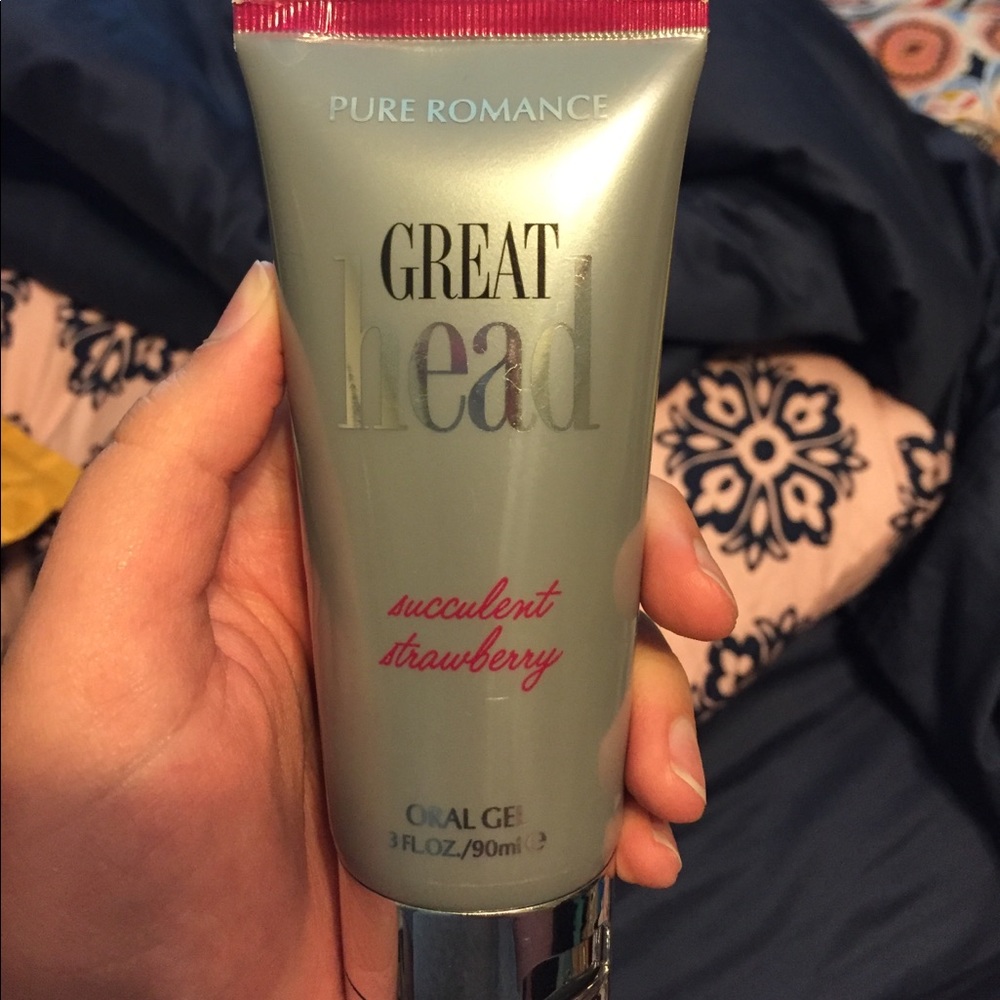 PURE ROMANCE
GREAT
head
succulent
strawberry
ORAL GEL
3 FL.OZ./90ml ℮